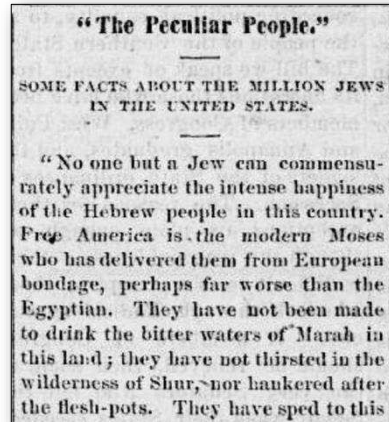 "The Peculiar People."
SOME FACTS ABOUT THE MILLION JEWS
IN THE UNITED STATES.
"No one but a Jew can commensu-
rately appreciate the intense happiness
of the Hebrew people in this country.
Free America is the modern Moses
who has delivered them from European
bondage, perhaps far worse than the
Egyptian. They have not been made
to drink the bitter waters of Marah in
this land; they have not thirsted in the
wilderness of Shur, nor hankered after
the flesh-pots. They have sped to this